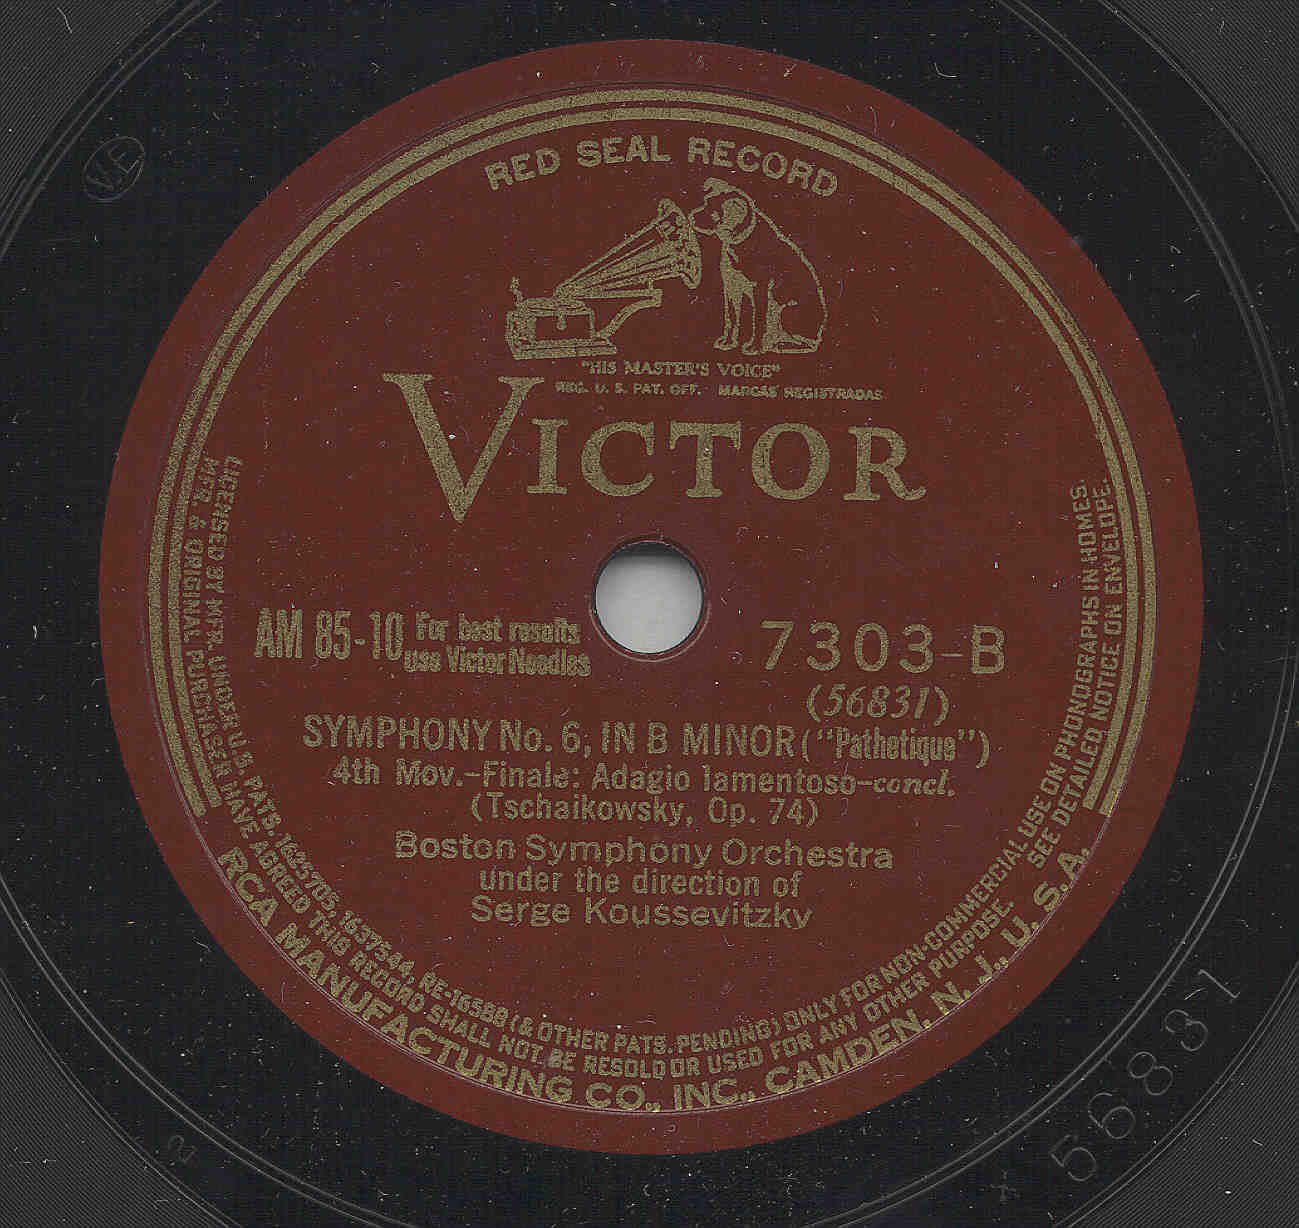 RED SEAL RECORD
"HIS MASTER'S VOICE"
REG. U. S. PAT. OFF. MARCAS REGISTRADAS
VICTOR
AM 85-10 For best results
use Victor Needles
7303-B
(56831)
SYMPHONY No. 6, IN B MINOR ("Pathetique")
4th Mov.-Finale: Adagio lamentoso-concl.
(Tschaikowsky, Op. 74)
Boston Symphony Orchestra
under the direction of
Serge Koussevitzky
LICENSED BY MFR. UNDER U.S. PATS. 1625705, 1637544, RE-16588 (& OTHER PATS. PENDING) ONLY FOR NON-COMMERCIAL USE ON PHONOGRAPHS IN HOMES.
MFR. & ORIGINAL PURCHASER HAVE AGREED THIS RECORD SHALL NOT BE RESOLD OR USED FOR ANY OTHER PURPOSE. SEE DETAILED NOTICE ON ENVELOPE.
RCA MANUFACTURING CO., INC., CAMDEN, N. J., U. S. A.
VE
2
+ 56831